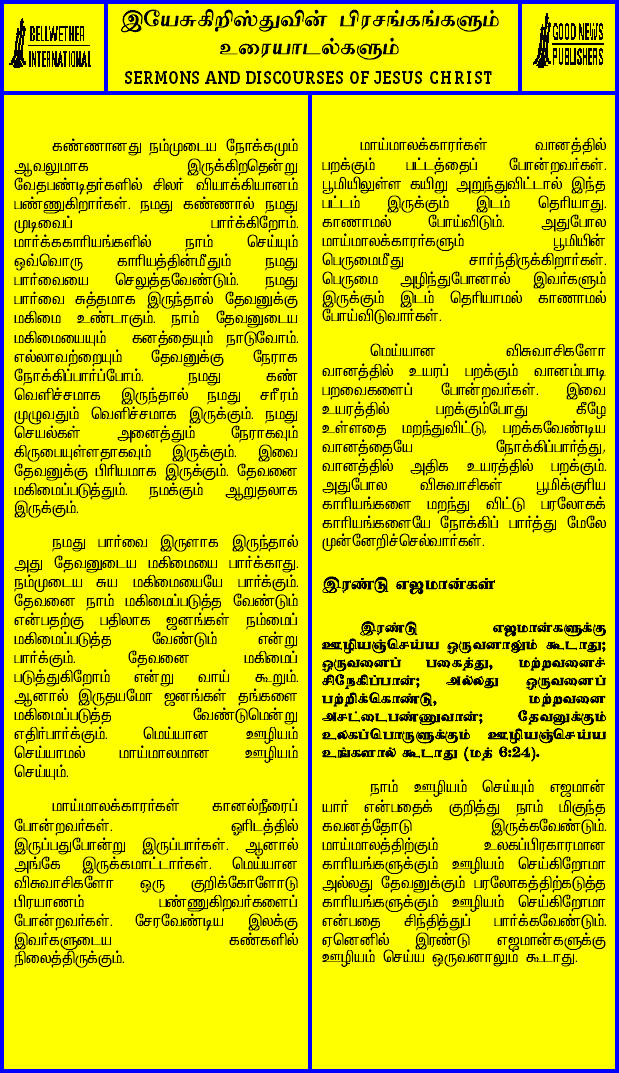 BELLWETHER
INTERNATIONAL
இயேசுகிறிஸ்துவின் பிரசங்கங்களும்
உரையாடல்களும்
SERMONS AND DISCOURSES OF JESUS CHRIST
GOOD NEWS
PUBLISHERS
கண்ணானது நம்முடைய நோக்கமும்
ஆவலுமாக இருக்கிறதென்று
வேதபண்டிதர்களில் சிலர் வியாக்கியானம்
பண்ணுகிறார்கள். நமது கண்ணால் நமது
முடிவைப் பார்க்கிறோம்.
மார்க்ககாரியங்களில் நாம் செய்யும்
ஒவ்வொரு காரியத்தின்மீதும் நமது
பார்வையை செலுத்தவேண்டும். நமது
பார்வை சுத்தமாக இருந்தால் தேவனுக்கு
மகிமை உண்டாகும். நாம் தேவனுடைய
மகிமையையும் கனத்தையும் நாடுவோம்.
எல்லாவற்றையும் தேவனுக்கு நேராக
நோக்கிப்பார்ப்போம். நமது கண்
வெளிச்சமாக இருந்தால் நமது சரீரம்
முழுவதும் வெளிச்சமாக இருக்கும். நமது
செயல்கள் அனைத்தும் நேராகவும்
கிருபையுள்ளதாகவும் இருக்கும். இவை
தேவனுக்கு பிரியமாக இருக்கும். தேவனை
மகிமைப்படுத்தும். நமக்கும் ஆறுதலாக
இருக்கும்.
நமது பார்வை இருளாக இருந்தால்
அது தேவனுடைய மகிமையை பார்க்காது.
நம்முடைய சுய மகிமையையே பார்க்கும்.
தேவனை நாம் மகிமைப்படுத்த வேண்டும்
என்பதற்கு பதிலாக ஜனங்கள் நம்மைப்
மகிமைப்படுத்த வேண்டும் என்று
பார்க்கும். தேவனை மகிமைப்
படுத்துகிறோம் என்று வாய் கூறும்.
ஆனால் இருதயமோ ஜனங்கள் தங்களை
மகிமைப்படுத்த வேண்டுமென்று
எதிர்பார்க்கும். மெய்யான ஊழியம்
செய்யாமல் மாய்மாலமான ஊழியம்
செய்யும்.
மாய்மாலக்காரர்கள் கானல்நீரைப்
போன்றவர்கள். ஓரிடத்தில்
இருப்பதுபோன்று இருப்பார்கள். ஆனால்
அங்கே இருக்கமாட்டார்கள். மெய்யான
விசுவாசிகளோ ஒரு குறிக்கோளோடு
பிரயாணம் பண்ணுகிறவர்களைப்
போன்றவர்கள். சேரவேண்டிய இலக்கு
இவர்களுடைய கண்களில்
நிலைத்திருக்கும்.
மாய்மாலக்காரர்கள் வானத்தில்
பறக்கும் பட்டத்தைப் போன்றவர்கள்.
பூமியிலுள்ள கயிறு அறுந்துவிட்டால் இந்த
பட்டம் இருக்கும் இடம் தெரியாது.
காணாமல் போய்விடும். அதுபோல
மாய்மாலக்காரர்களும் பூமியின்
பெருமைமீது சார்ந்திருக்கிறார்கள்.
பெருமை அழிந்துபோனால் இவர்களும்
இருக்கும் இடம் தெரியாமல் காணாமல்
போய்விடுவார்கள்.
மெய்யான விசுவாசிகளோ
வானத்தில் உயரப் பறக்கும் வானம்பாடி
பறவைகளைப் போன்றவர்கள். இவை
உயரத்தில் பறக்கும்போது கீழே
உள்ளதை மறந்துவிட்டு, பறக்கவேண்டிய
வானத்தையே நோக்கிப்பார்த்து,
வானத்தில் அதிக உயரத்தில் பறக்கும்.
அதுபோல விசுவாசிகள் பூமிக்குரிய
காரியங்களை மறந்து விட்டு பரலோகக்
காரியங்களையே நோக்கிப் பார்த்து மேலே
முன்னேறிச்செல்வார்கள்.
இரண்டு எஜமான்கள்
இரண்டு எஜமான்களுக்கு
ஊழியஞ்செய்ய ஒருவனாலும் கூடாது;
ஒருவனைப் பகைத்து, மற்றவனைச்
சிநேகிப்பான்; அல்லது ஒருவனைப்
பற்றிக்கொண்டு, மற்றவனை
அசட்டைபண்ணுவான்; தேவனுக்கும்
உலகப்பொருளுக்கும் ஊழியஞ்செய்ய
உங்களால் கூடாது (மத் 6:24).
நாம் ஊழியம் செய்யும் எஜமான்
யார் என்பதைக் குறித்து நாம் மிகுந்த
கவனத்தோடு இருக்கவேண்டும்.
மாய்மாலத்திற்கும் உலகப்பிரகாரமான
காரியங்களுக்கும் ஊழியம் செய்கிறோமா
அல்லது தேவனுக்கும் பரலோகத்திற்கடுத்த
காரியங்களுக்கும் ஊழியம் செய்கிறோமா
என்பதை சிந்தித்துப் பார்க்கவேண்டும்.
ஏனெனில் இரண்டு எஜமான்களுக்கு
ஊழியம் செய்ய ஒருவனாலும் கூடாது.